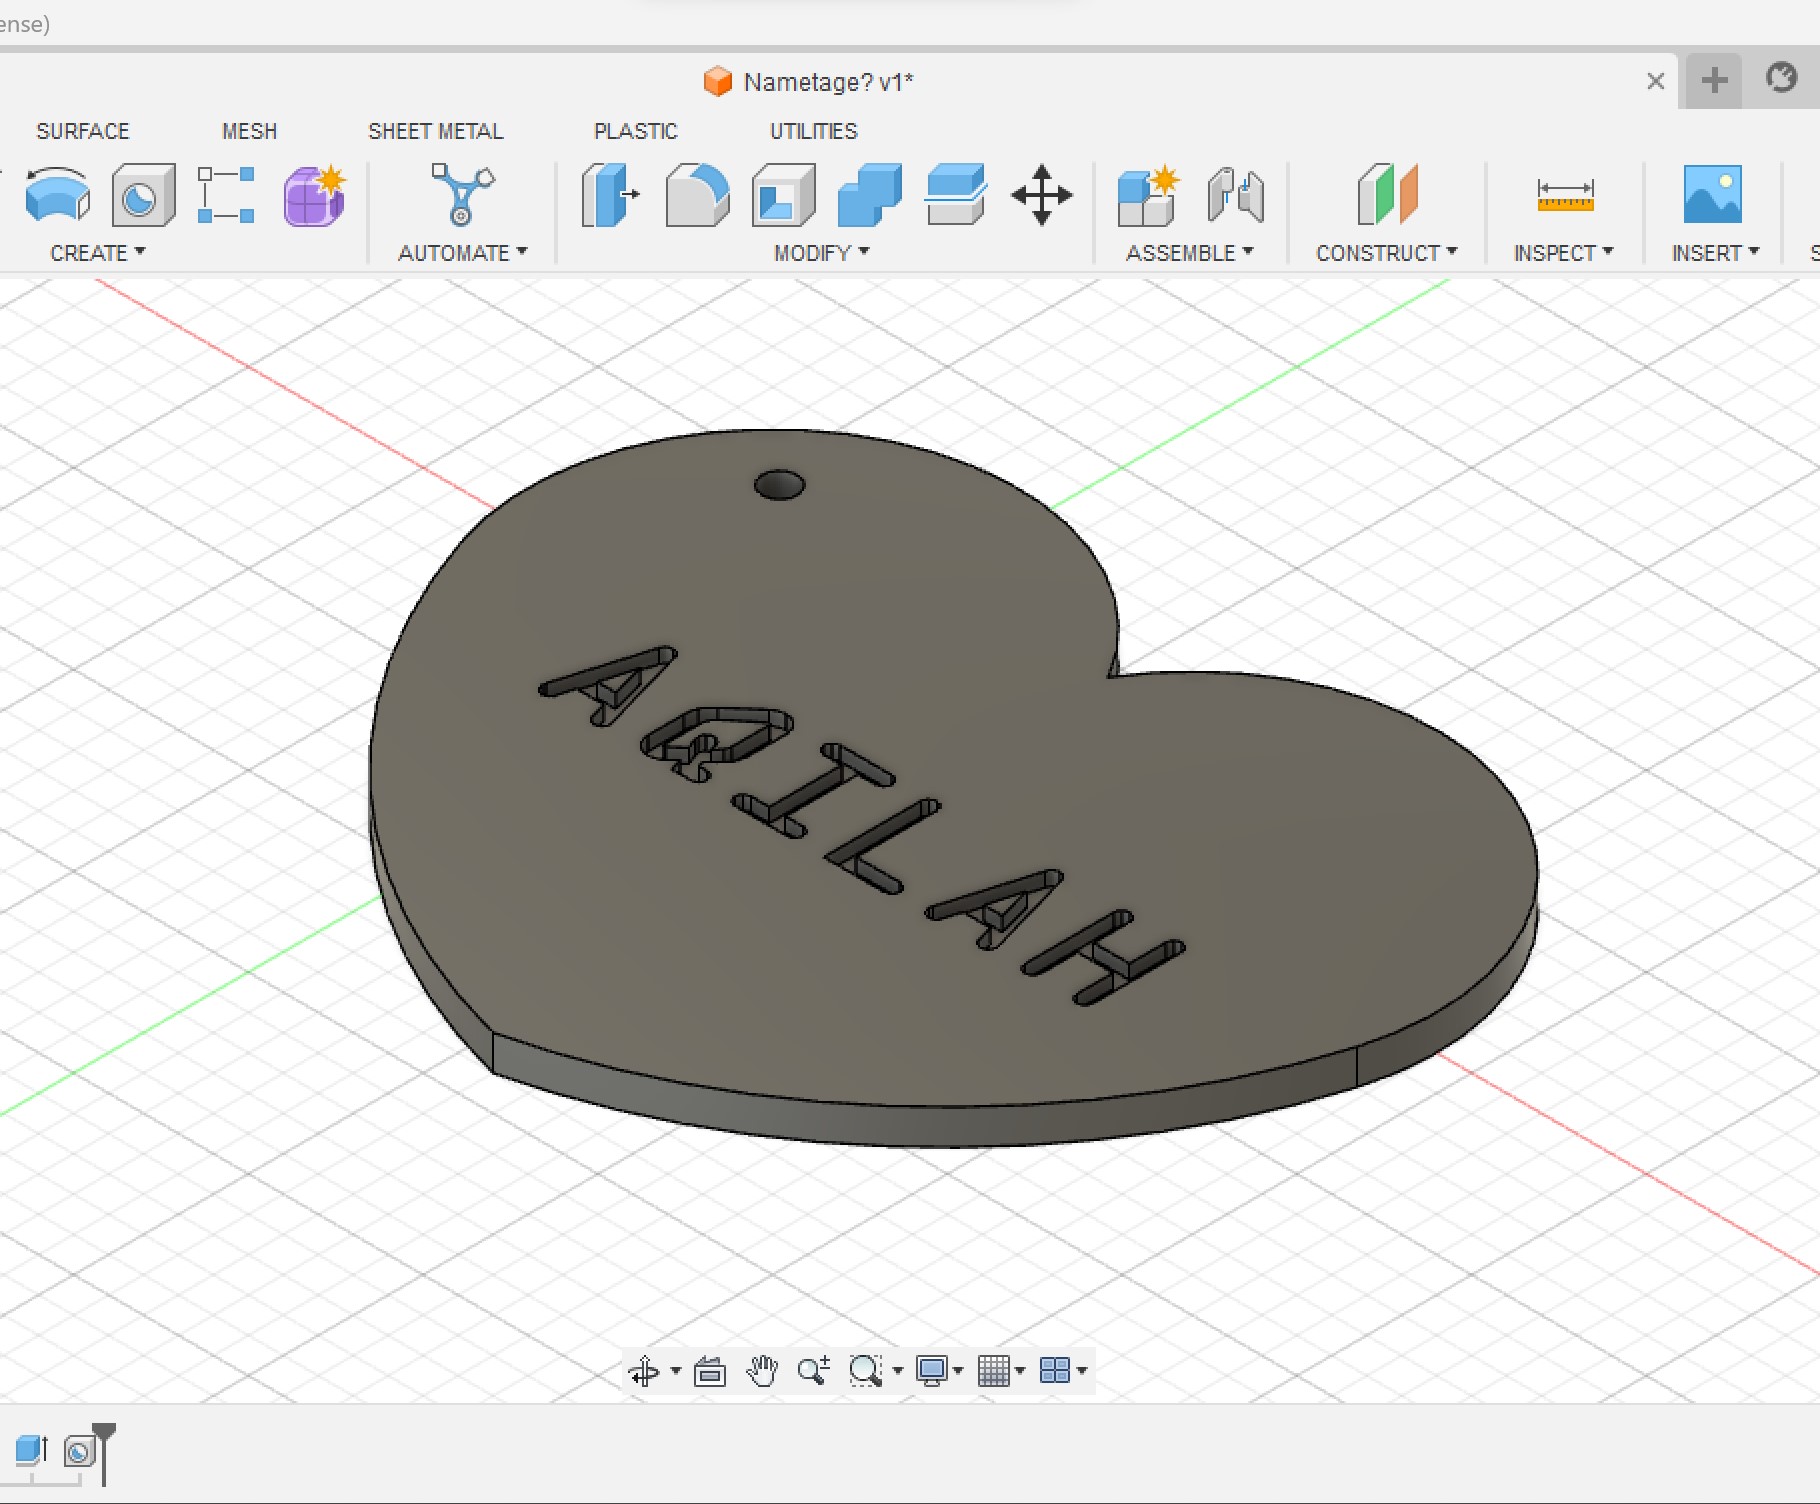 ense)
Nametage? v1*
SURFACE MESH SHEET METAL PLASTIC UTILITIES
CREATE AUTOMATE MODIFY ASSEMBLE CONSTRUCT INSPECT INSERT S
AQILAH